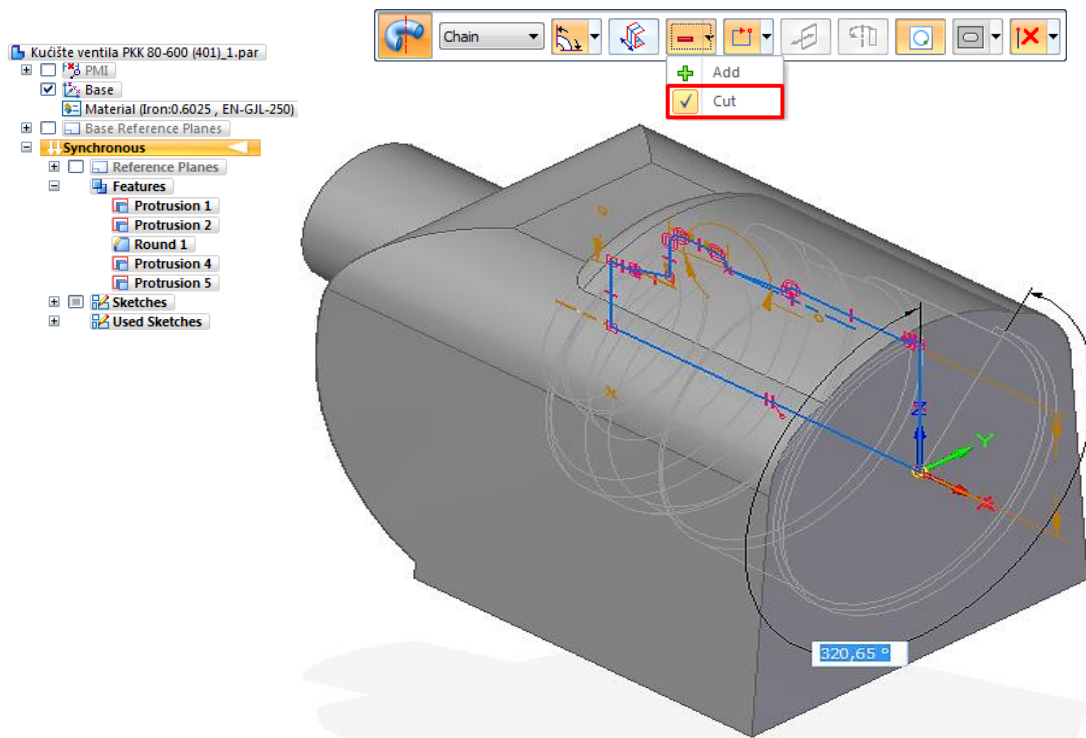 Chain
Add
Cut
Kućište ventila PKK 80-600 (401)_1.par
PMI
Base
Material (Iron:0.6025 , EN-GJL-250)
Base Reference Planes
Synchronous
Reference Planes
Features
Protrusion 1
Protrusion 2
Round 1
Protrusion 4
Protrusion 5
Sketches
Used Sketches
Z
Y
X
320,65 °